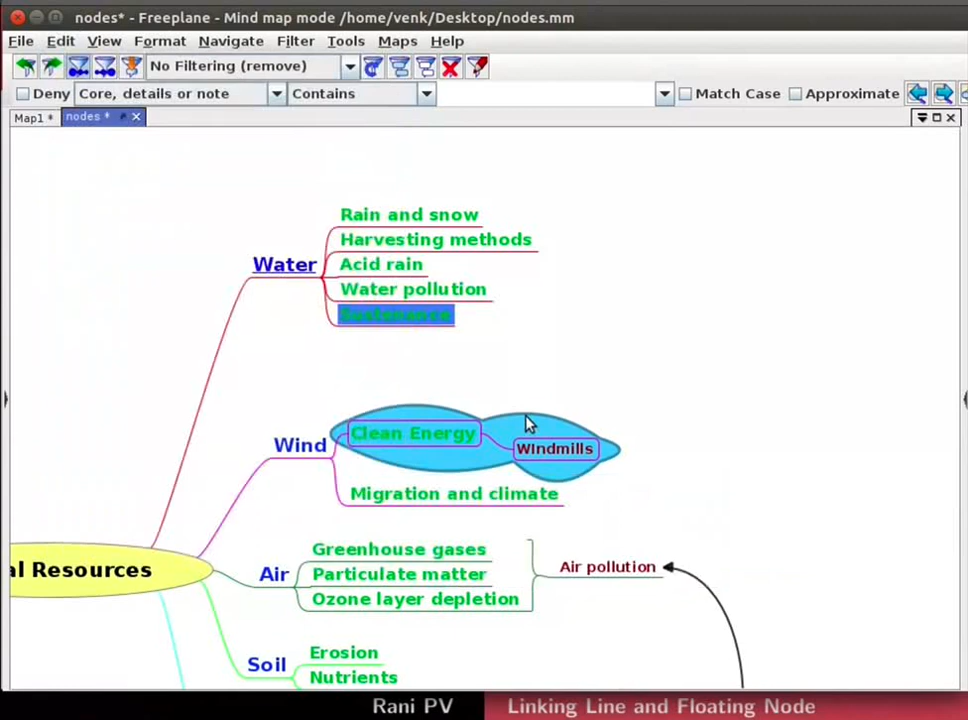 nodes* - Freeplane - Mind map mode /home/venk/Desktop/nodes.mm
File Edit View Format Navigate Filter Tools Maps Help
No Filtering (remove)
Deny Core, details or note Contains Match Case Approximate
Map1 * nodes *
Rain and snow
Harvesting methods
Water
Acid rain
Water pollution
Sustenance
Clean Energy
Wind
WIndmills
Migration and climate
Greenhouse gases
al Resources
Air
Particulate matter
Air pollution
Ozone layer depletion
Erosion
Soil
Nutrients
Rani PV Linking Line and Floating Node